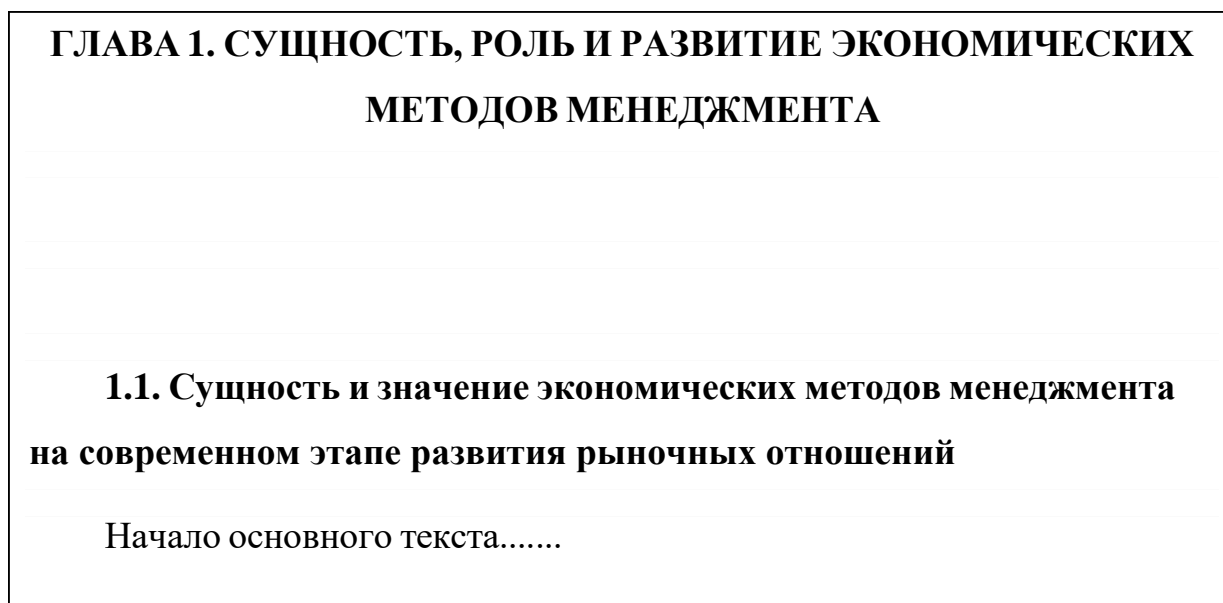 ГЛАВА 1. СУЩНОСТЬ, РОЛЬ И РАЗВИТИЕ ЭКОНОМИЧЕСКИХ
МЕТОДОВ МЕНЕДЖМЕНТА
1.1. Сущность и значение экономических методов менеджмента
на современном этапе развития рыночных отношений
Начало основного текста.......